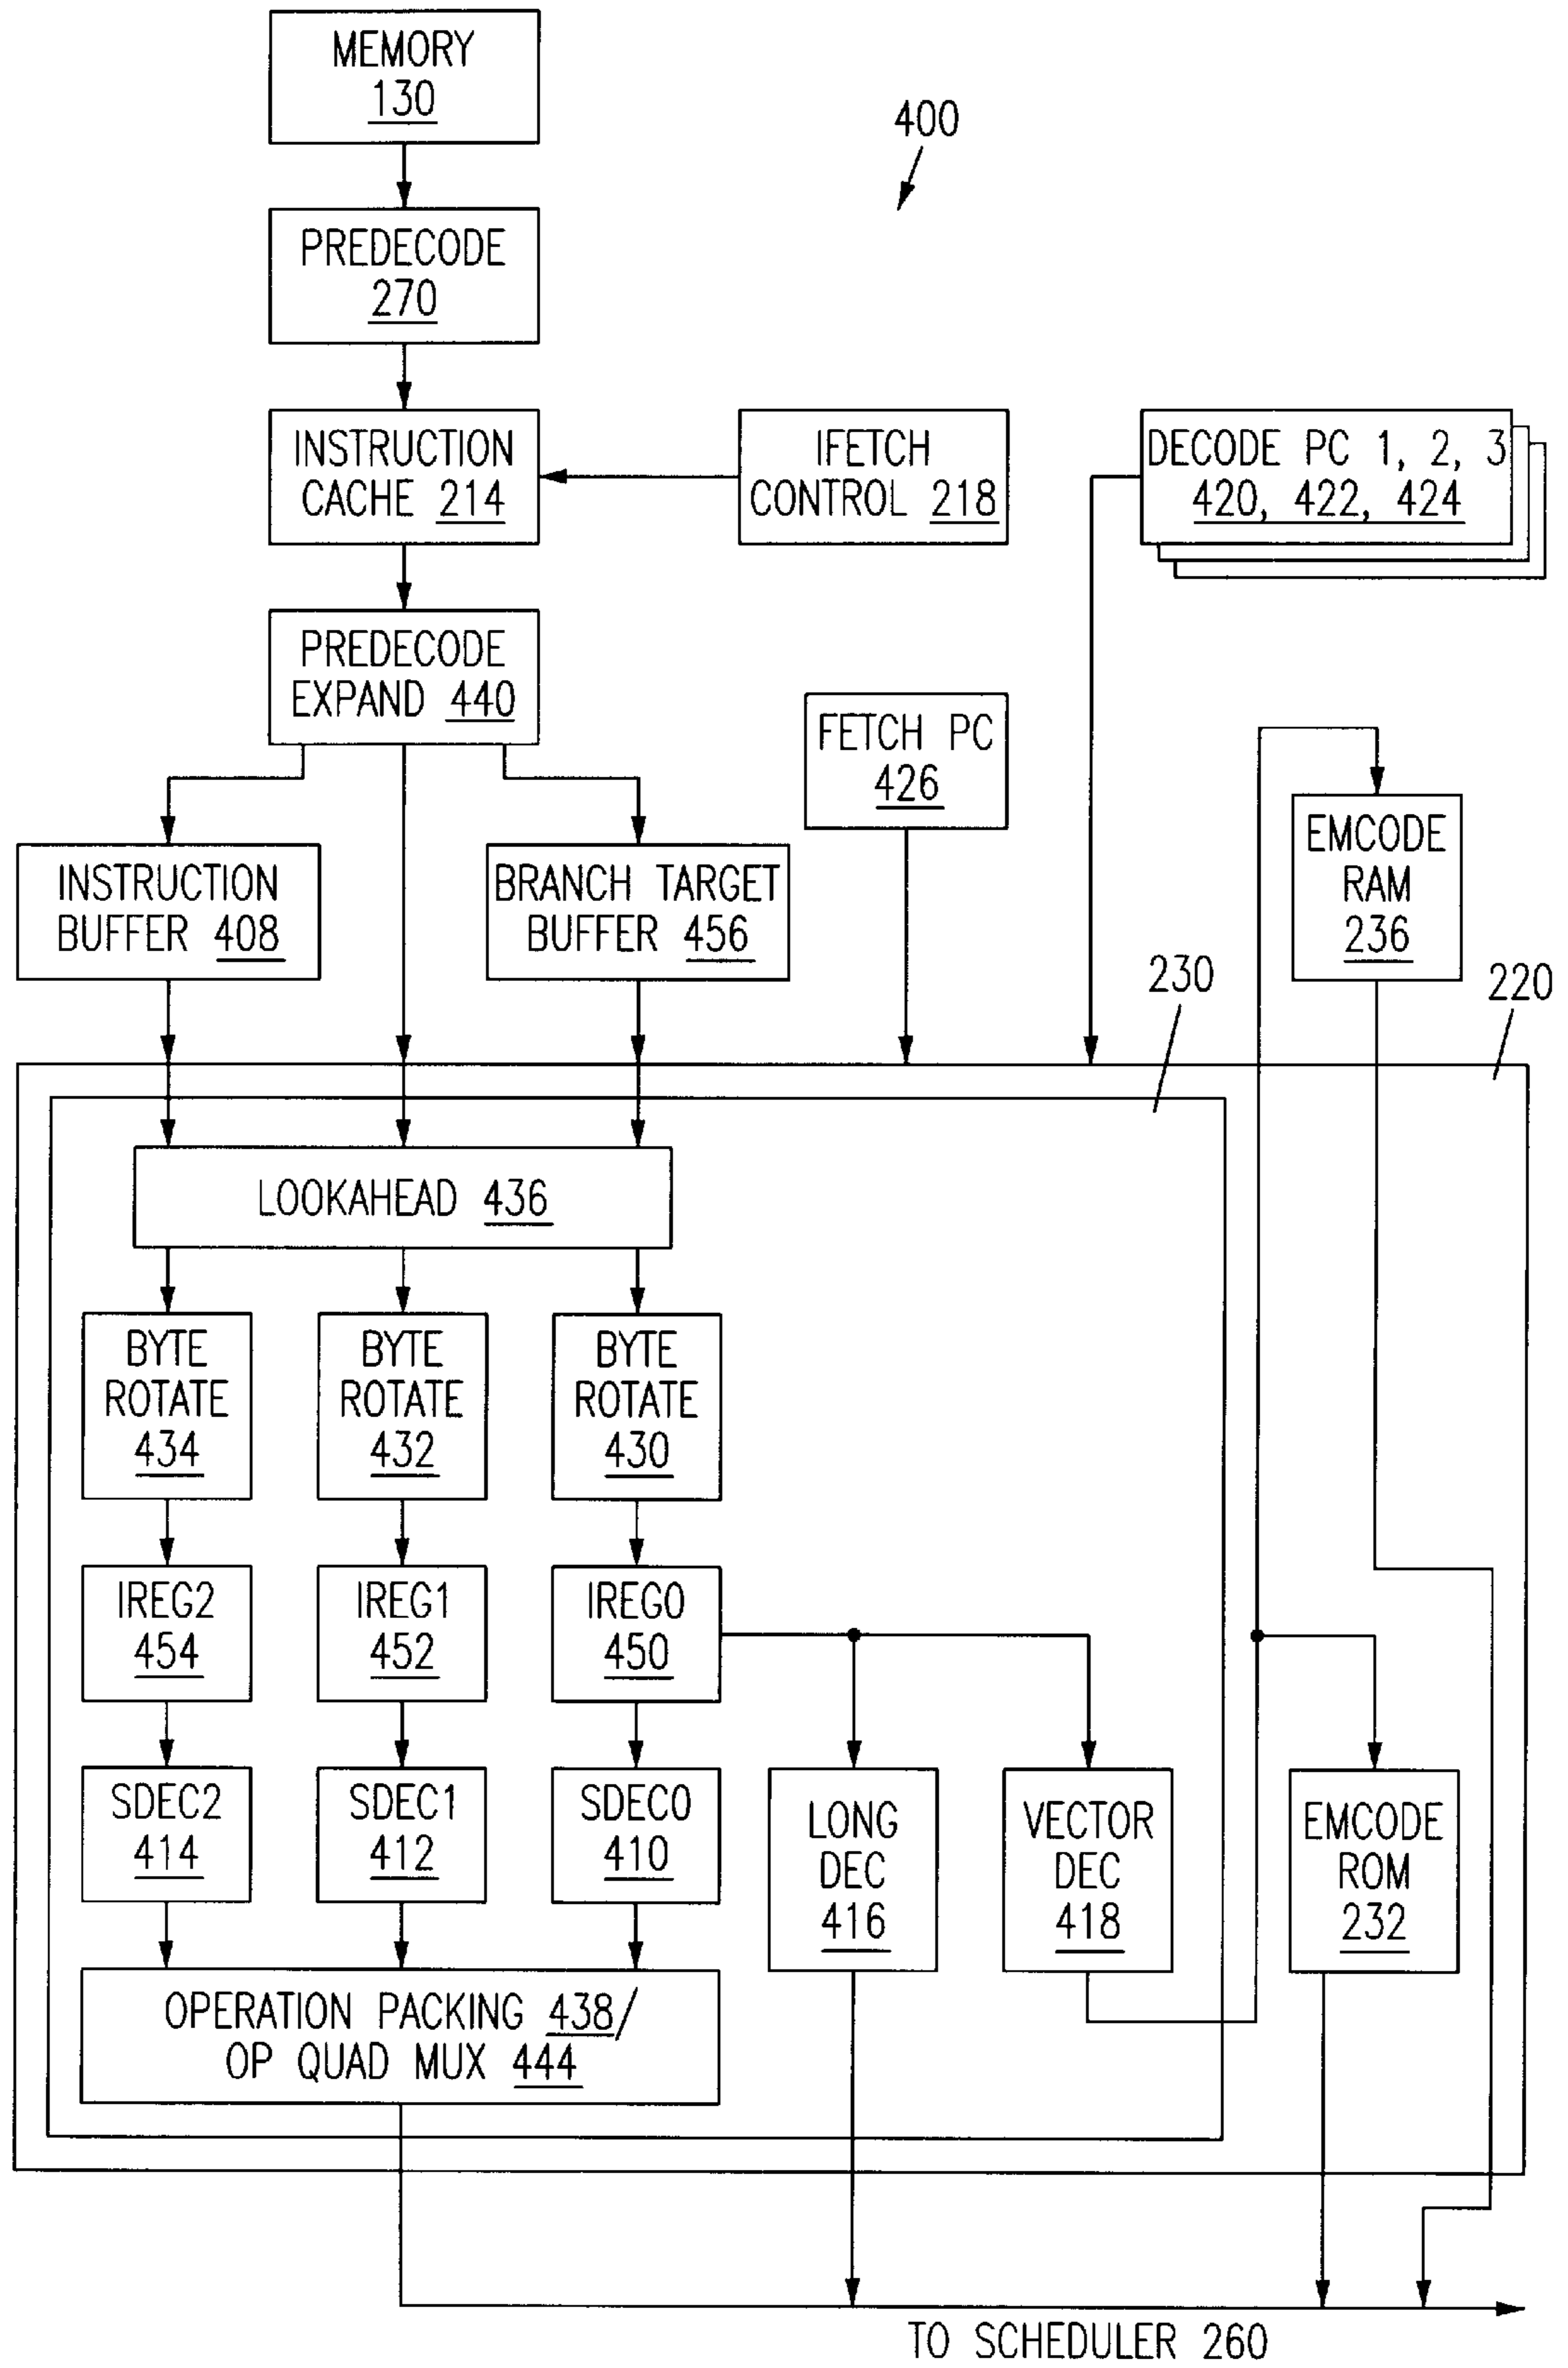 MEMORY
130
400
PREDECODE
270
INSTRUCTION
CACHE 214
IFETCH
CONTROL 218
DECODE PC 1, 2, 3
420, 422, 424
PREDECODE
EXPAND 440
FETCH PC
426
EMCODE
RAM
236
INSTRUCTION
BUFFER 408
BRANCH TARGET
BUFFER 456
230
220
LOOKAHEAD 436
BYTE
ROTATE
434
BYTE
ROTATE
432
BYTE
ROTATE
430
IREG2
454
IREG1
452
IREG0
450
SDEC2
414
SDEC1
412
SDEC0
410
LONG
DEC
416
VECTOR
DEC
418
EMCODE
ROM
232
OPERATION PACKING 438/
OP QUAD MUX 444
TO SCHEDULER 260